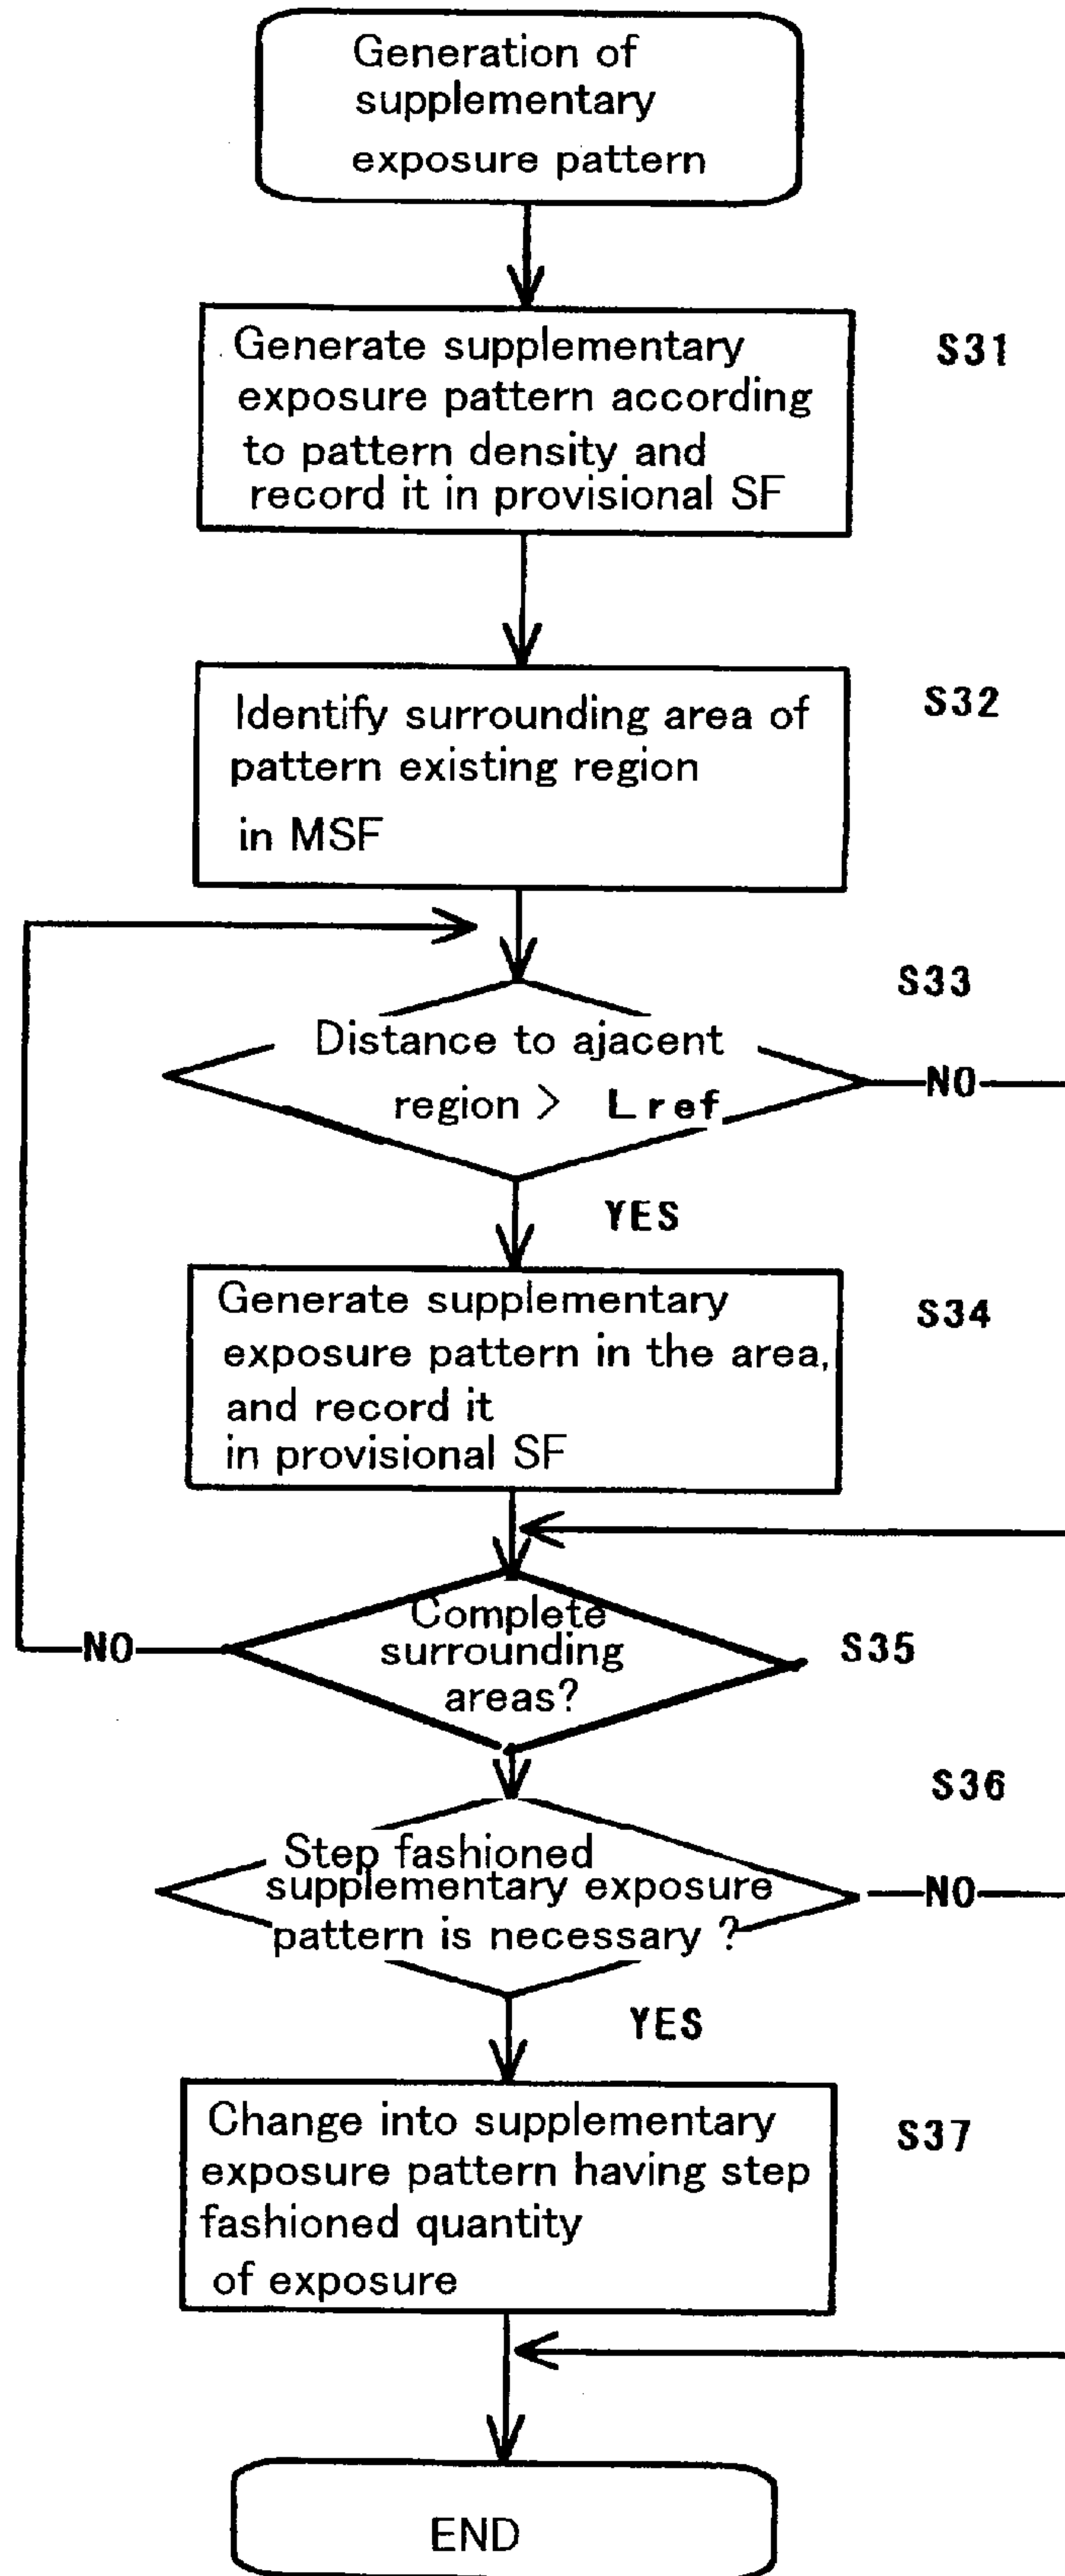 Generation of
supplementary
exposure pattern
Generate supplementary
exposure pattern according
to pattern density and
record it in provisional SF
S31
Identify surrounding area of
pattern existing region
in MSF
S32
Distance to ajacent
region > Lref
S33
NO
YES
Generate supplementary
exposure pattern in the area,
and record it
in provisional SF
S34
Complete
surrounding
areas?
S35
NO
Step fashioned
supplementary exposure
pattern is necessary ?
S36
NO
YES
Change into supplementary
exposure pattern having step
fashioned quantity
of exposure
S37
END